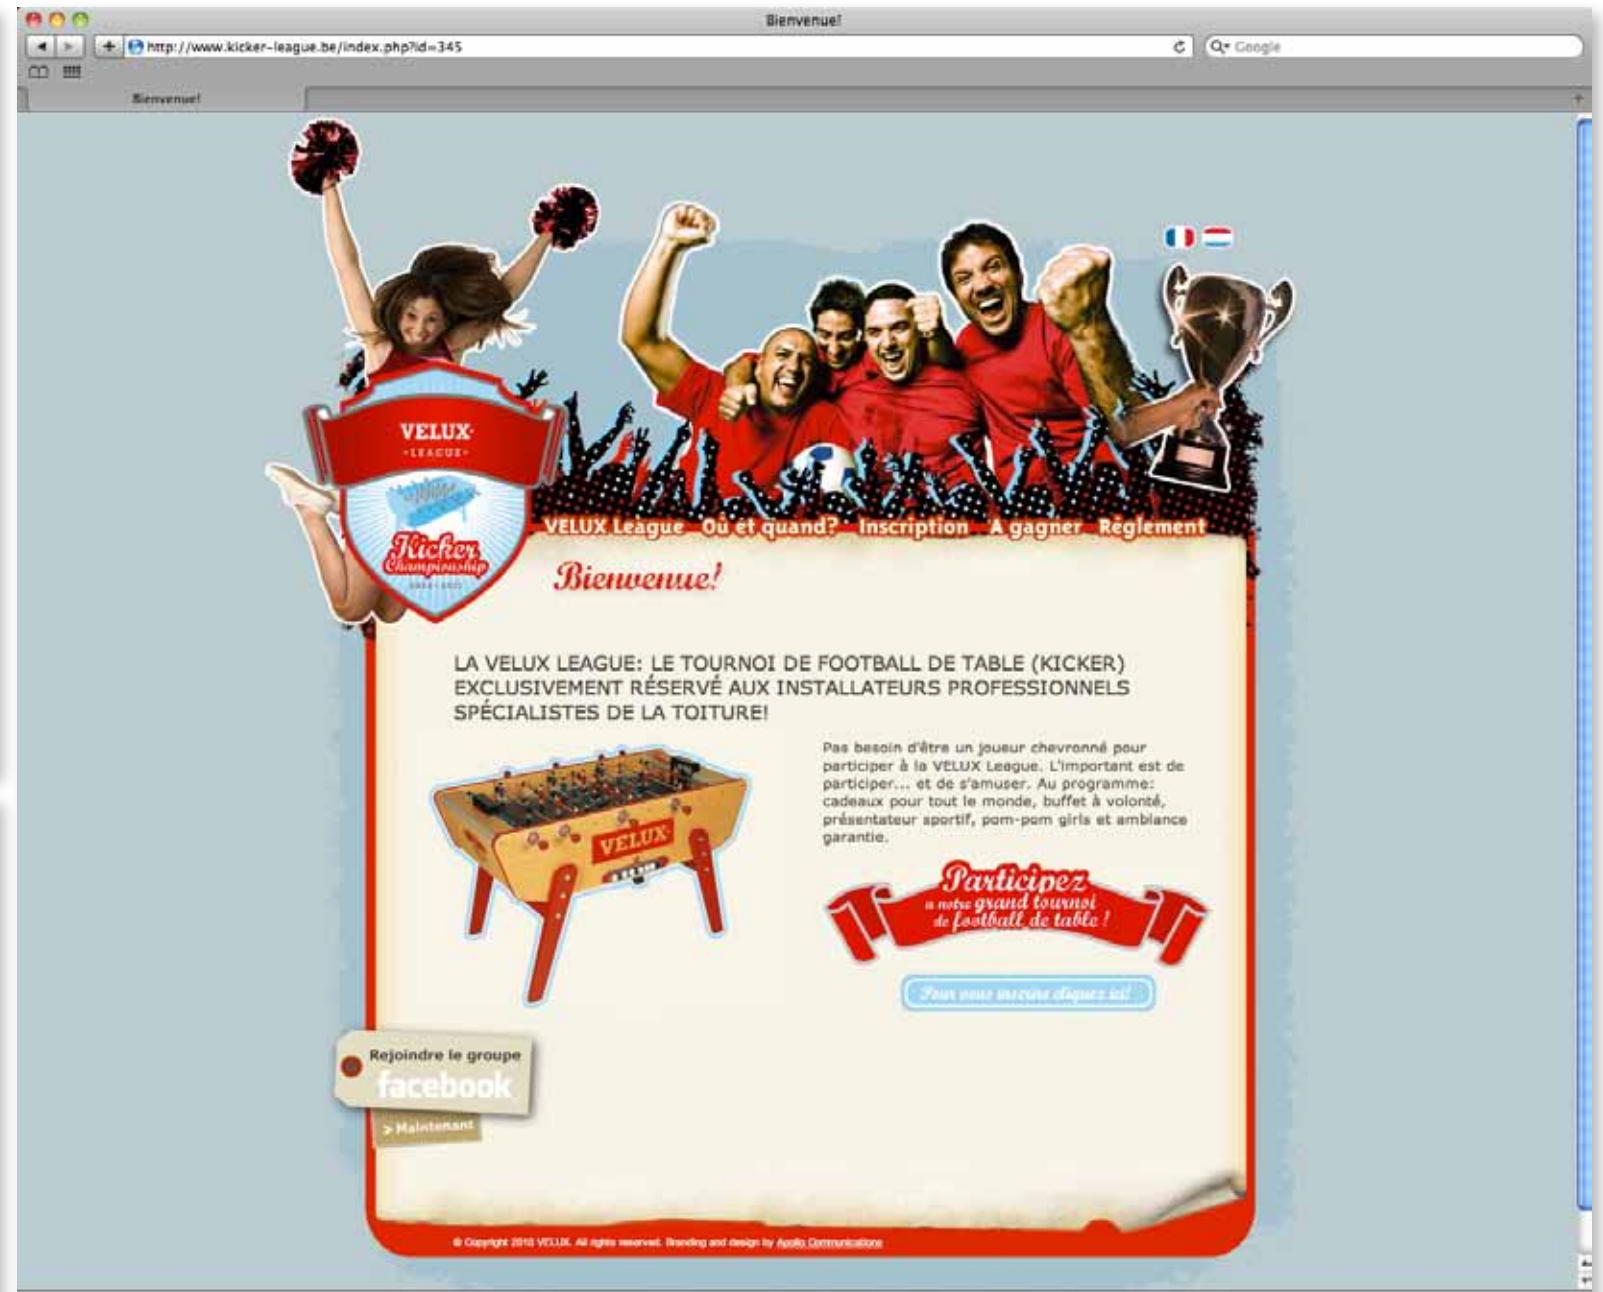 Bienvenue!
http://www.kicker-league.be/index.php?id=345
Google
Bienvenue!
VELUX
LEAGUE
Kicker
Championship
VELUX League Où et quand? Inscription A gagner Réglement
Bienvenue!
LA VELUX LEAGUE: LE TOURNOI DE FOOTBALL DE TABLE (KICKER)
EXCLUSIVEMENT RÉSERVÉ AUX INSTALLATEURS PROFESSIONNELS
SPÉCIALISTES DE LA TOITURE!
Pas besoin d'être un joueur chevronné pour
participer à la VELUX League. L'important est de
participer... et de s'amuser. Au programme:
cadeaux pour tout le monde, buffet à volonté,
présentateur sportif, pom-pom girls et ambiance
garantie.
VELUX
Participez
a notre grand tournoi
de football de table !
Pour vous inscrire cliquez ici!
Rejoindre le groupe
facebook
> Maintenant
© Copyright 2010 VELUX. All rights reserved. Branding and design by Apollo Communications